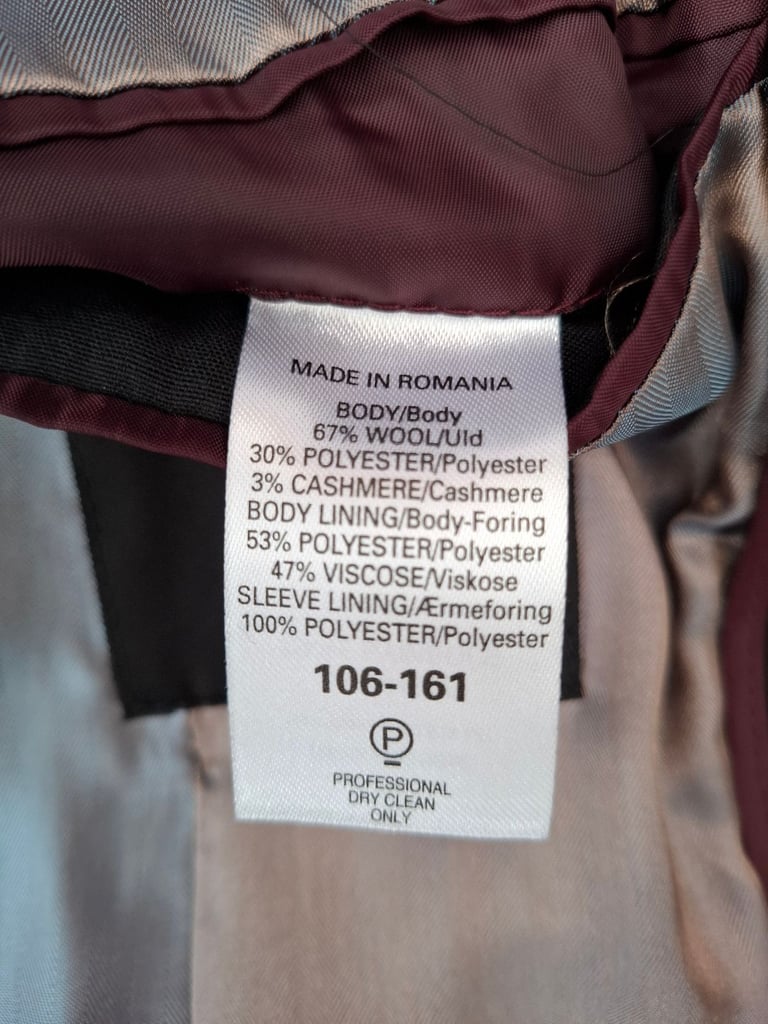 MADE IN ROMANIA
BODY/Body
67% WOOL/Uld
30% POLYESTER/Polyester
3% CASHMERE/Cashmere
BODY LINING/Body-Foring
53% POLYESTER/Polyester
47% VISCOSE/Viskose
SLEEVE LINING/Ærmeforing
100% POLYESTER/Polyester
106-161
P
PROFESSIONAL
DRY CLEAN
ONLY